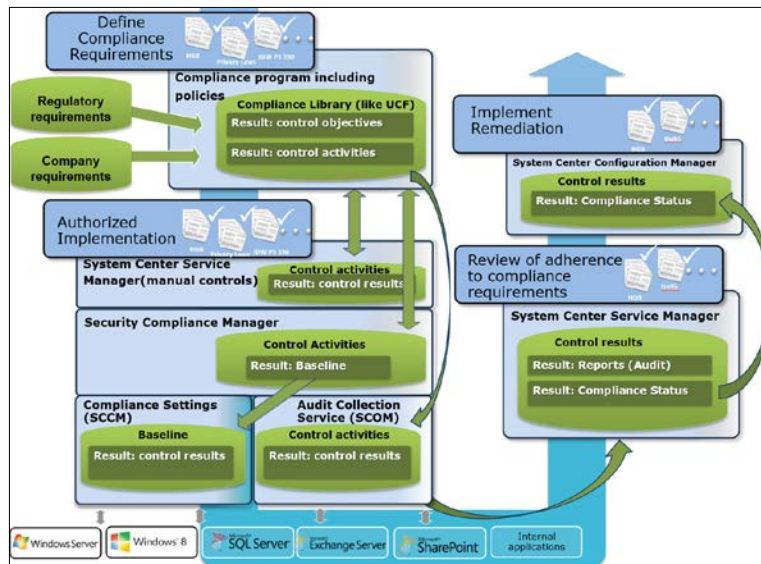 Define
Compliance
Requirements
Compliance program including
policies
Compliance Library (like UCF)
Result: control objectives
Result: control activities
Regulatory
requirements
Company
requirements
Authorized
Implementation
System Center Service
Manager(manual controls)
Control activities
Result: control results
Security Compliance Manager
Control Activities
Result: Baseline
Compliance Settings
(SCCM)
Baseline
Result: control results
Audit Collection
Service (SCOM)
Control activities
Result: control results
Implement
Remediation
System Center Configuration Manager
Control results
Result: Compliance Status
Review of adherence
to compliance
requirements
System Center Service Manager
Control results
Result: Reports (Audit)
Result: Compliance Status
Windows Server
Windows 8
SQL Server
Exchange Server
SharePoint
Internal
applications